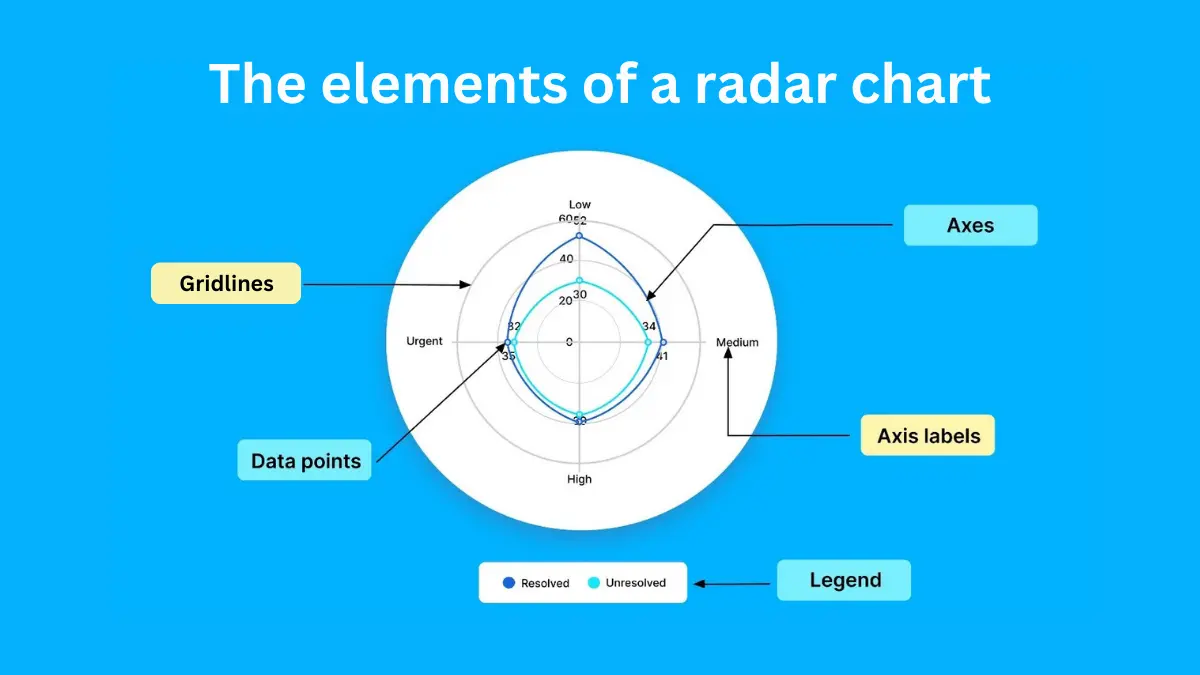 The elements of a radar chart
Low
60
52
Axes
40
Gridlines
20
30
32
34
Urgent
0
Medium
35
41
Axis labels
Data points
High
Legend
Resolved
Unresolved